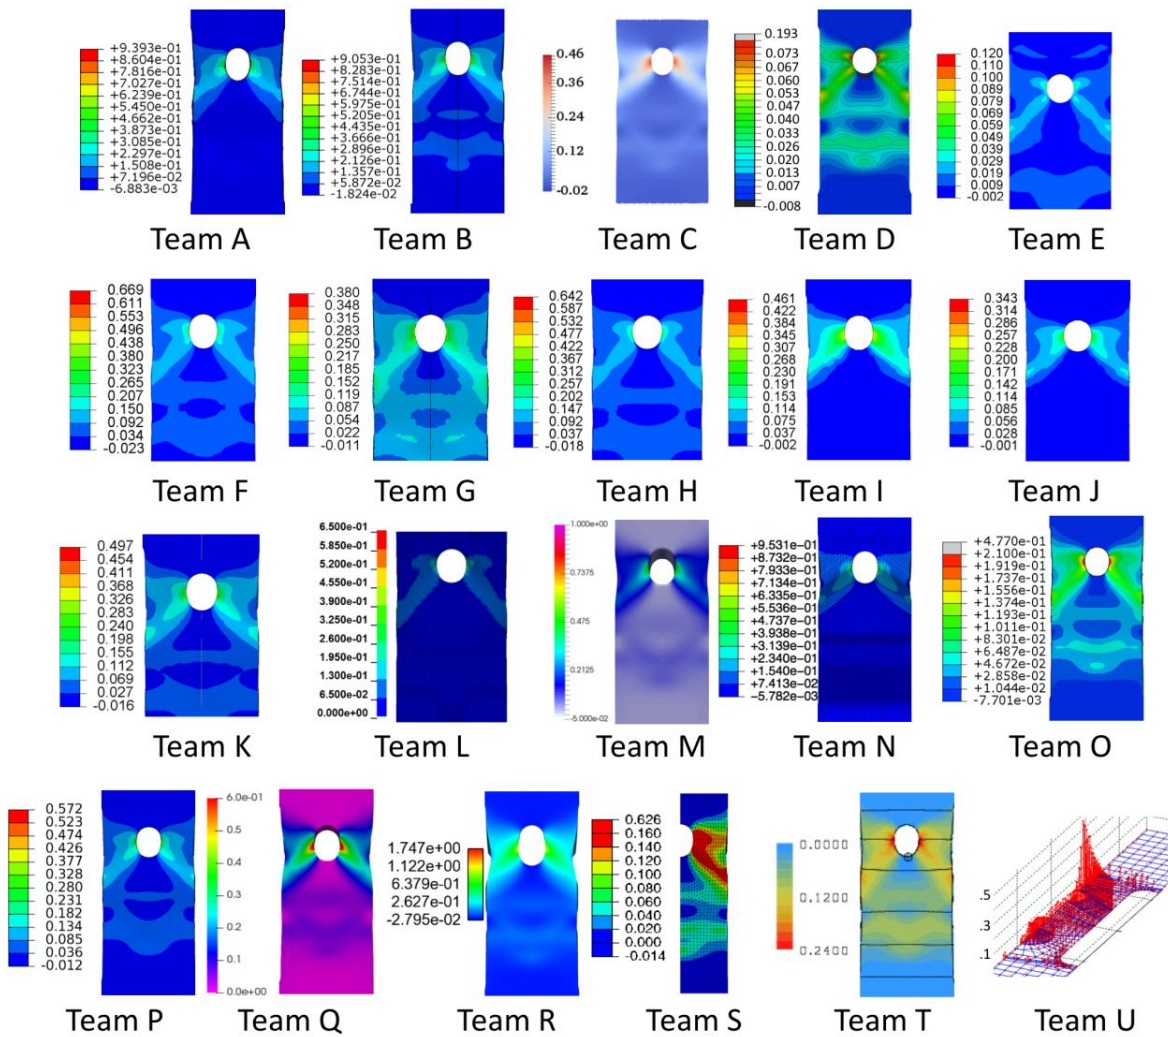 +9.393e-01
+8.604e-01
+7.816e-01
+7.027e-01
+6.239e-01
+5.450e-01
+4.662e-01
+3.873e-01
+3.085e-01
+2.297e-01
+1.508e-01
+7.196e-02
-6.883e-03
Team A
+9.053e-01
+8.283e-01
+7.514e-01
+6.744e-01
+5.975e-01
+5.205e-01
+4.435e-01
+3.666e-01
+2.896e-01
+2.126e-01
+1.357e-01
+5.872e-02
-1.824e-02
Team B
0.46
0.24
0.12
-0.02
Team C
0.193
0.073
0.067
0.060
0.053
0.047
0.040
0.033
0.027
0.020
0.013
0.007
0.000
-0.008
Team D
0.120
0.110
0.100
0.089
0.079
0.069
0.059
0.049
0.039
0.029
0.019
0.009
-0.002
Team E
0.669
0.611
0.553
0.496
0.438
0.380
0.323
0.265
0.207
0.150
0.092
0.034
-0.023
Team F
0.380
0.348
0.315
0.283
0.250
0.217
0.185
0.152
0.119
0.087
0.054
0.022
-0.011
Team G
0.642
0.587
0.532
0.477
0.422
0.367
0.312
0.257
0.202
0.147
0.092
0.037
-0.018
Team H
0.461
0.422
0.384
0.345
0.307
0.268
0.230
0.191
0.153
0.114
0.075
0.037
-0.002
Team I
0.343
0.314
0.286
0.257
0.228
0.200
0.171
0.142
0.114
0.085
0.056
0.028
-0.001
Team J
0.497
0.454
0.411
0.368
0.326
0.283
0.240
0.198
0.155
0.112
0.069
0.027
-0.016
Team K
6.500e-01
5.850e-01
5.200e-01
4.550e-01
3.900e-01
3.250e-01
2.600e-01
1.950e-01
1.300e-01
6.500e-02
0.000e+00
Team L
1.000e+00
0.7375
0.475
0.2125
-5.000e-02
Team M
+9.531e-01
+8.732e-01
+7.933e-01
+7.134e-01
+6.335e-01
+5.536e-01
+4.737e-01
+3.938e-01
+3.139e-01
+2.340e-01
+1.540e-01
+7.413e-02
-5.782e-03
Team N
+4.770e-01
+2.100e-01
+1.919e-01
+1.737e-01
+1.556e-01
+1.374e-01
+1.193e-01
+1.011e-01
+8.301e-02
+6.487e-02
+4.672e-02
+2.858e-02
+1.044e-02
-7.701e-03
Team O
0.572
0.523
0.474
0.426
0.377
0.328
0.280
0.231
0.182
0.134
0.085
0.036
-0.012
Team P
6.0e-01
0.5
0.4
0.3
0.2
0.1
0.0e+00
Team Q
1.747e+00
1.122e+00
6.379e-01
2.627e-01
-2.795e-02
Team R
0.626
0.160
0.140
0.120
0.100
0.080
0.060
0.040
0.020
0.000
-0.014
Team S
0.0000
0.1200
0.2400
Team T
.5
.3
.1
Team U